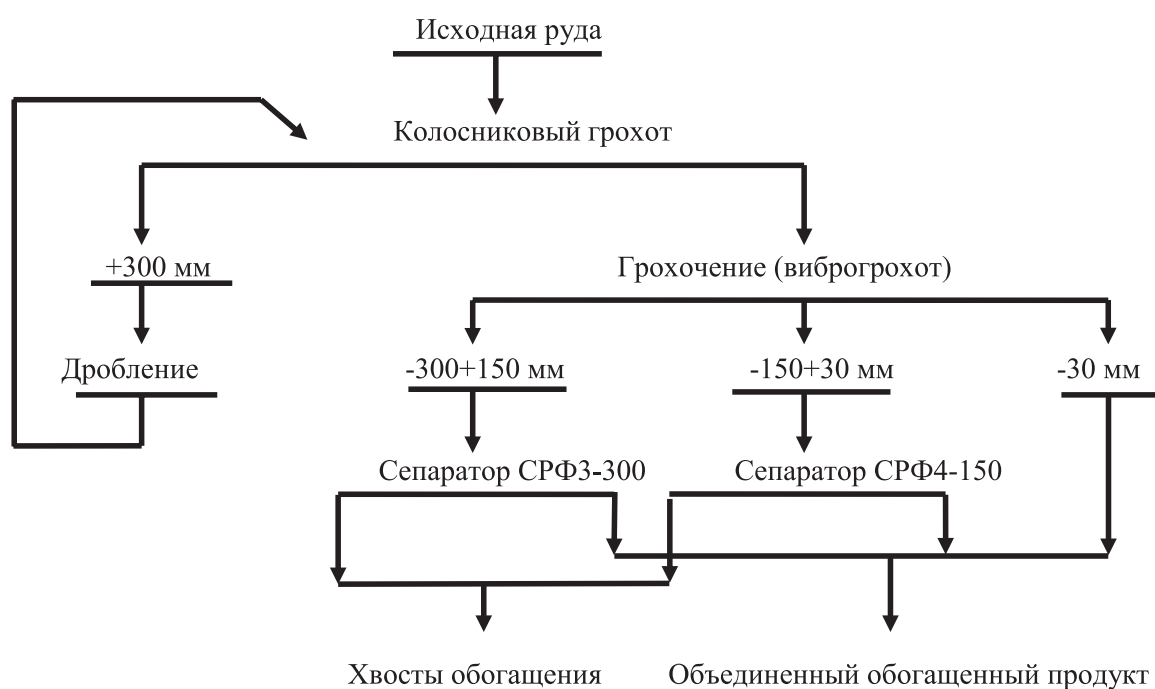 Исходная руда
Колосниковый грохот
+300 мм
Грохочение (виброгрохот)
Дробление
-300+150 мм
-150+30 мм
-30 мм
Сепаратор СРФ3-300
Сепаратор СРФ4-150
Хвосты обогащения
Объединенный обогащенный продукт